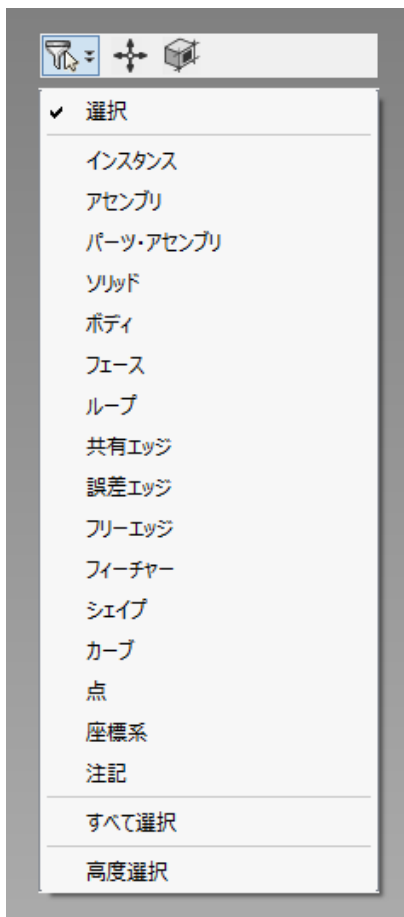 選択
インスタンス
アセンブリ
パーツ・アセンブリ
ソリッド
ボディ
フェース
ループ
共有エッジ
誤差エッジ
フリーエッジ
フィーチャー
シェイプ
カーブ
点
座標系
注記
すべて選択
高度選択